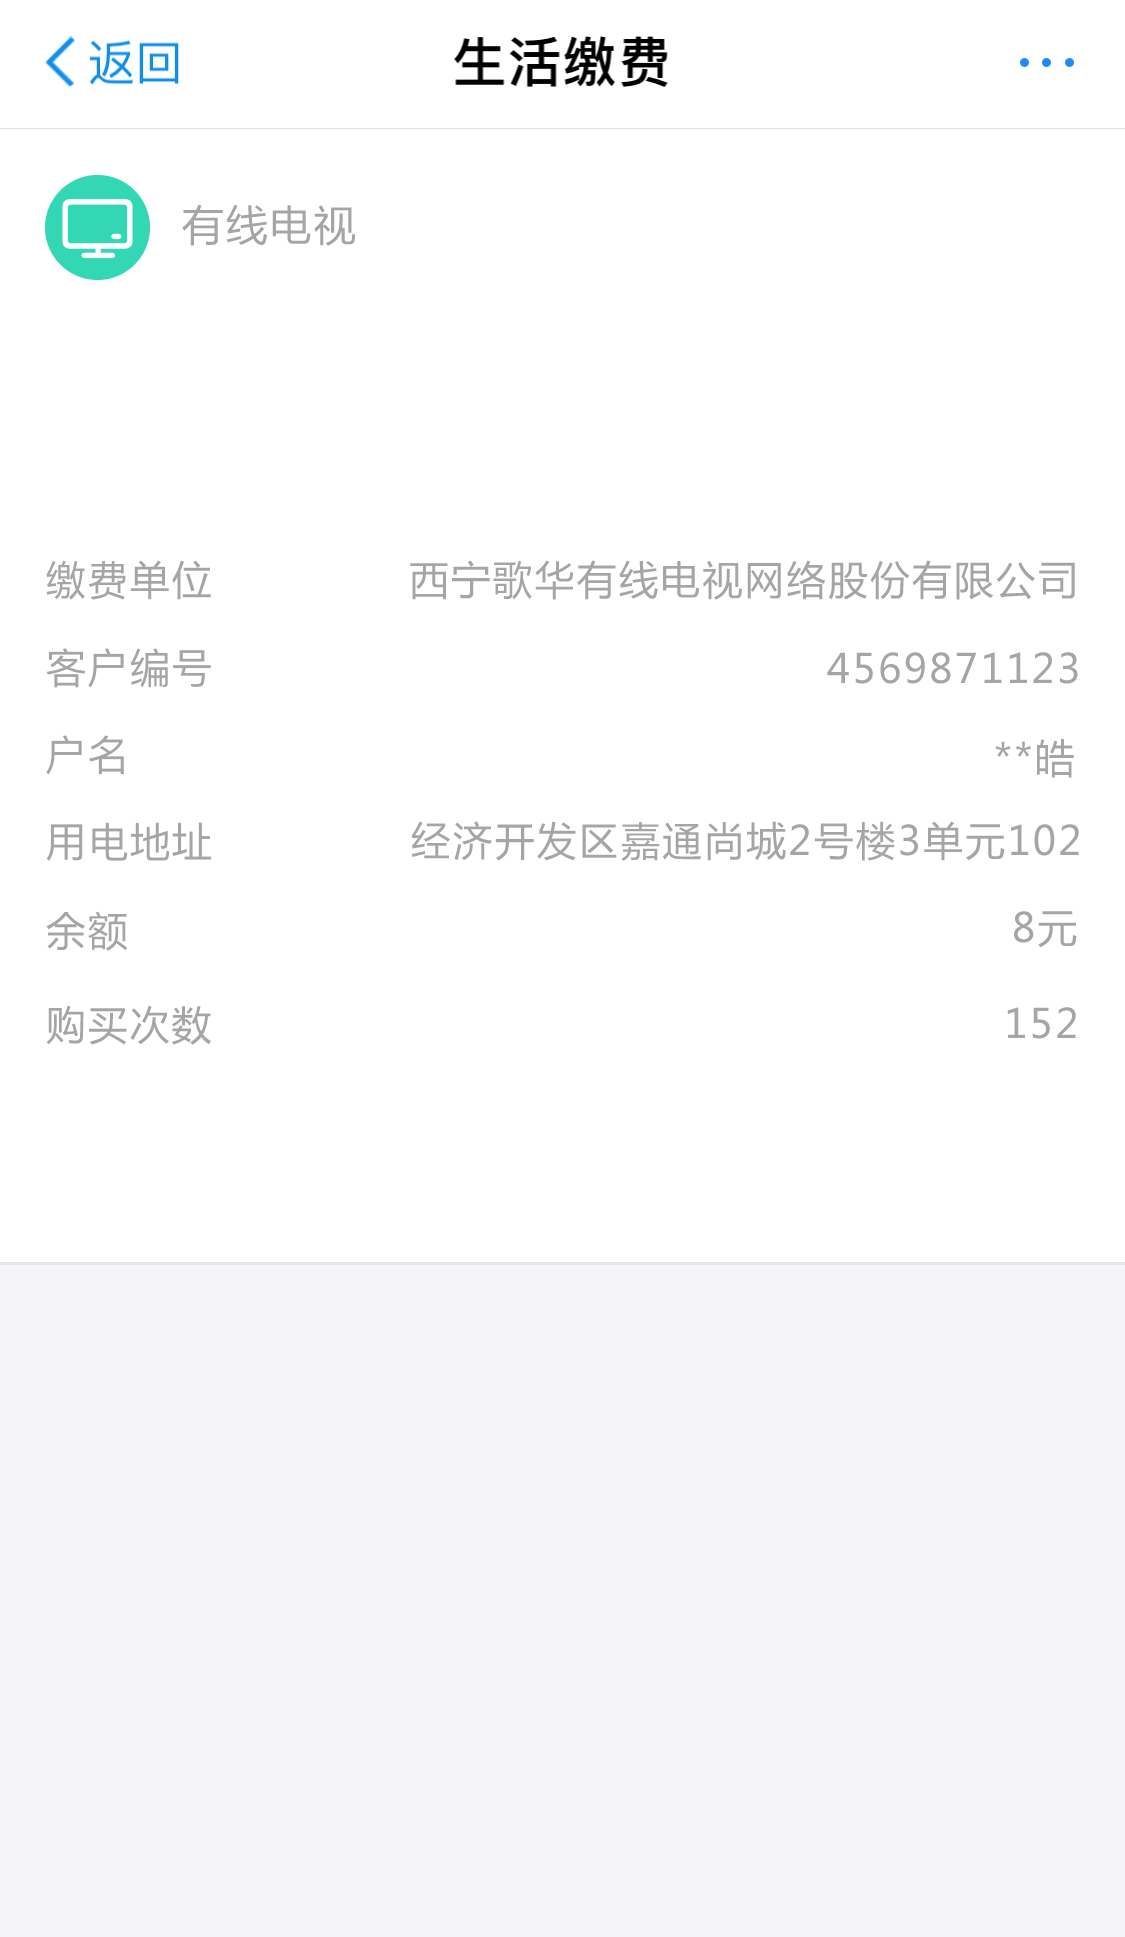 返回 生活缴费
有线电视
缴费单位 西宁歌华有线电视网络股份有限公司
客户编号 4569871123
户名 **皓
用电地址 经济开发区嘉通尚城2号楼3单元102
余额 8元
购买次数 152